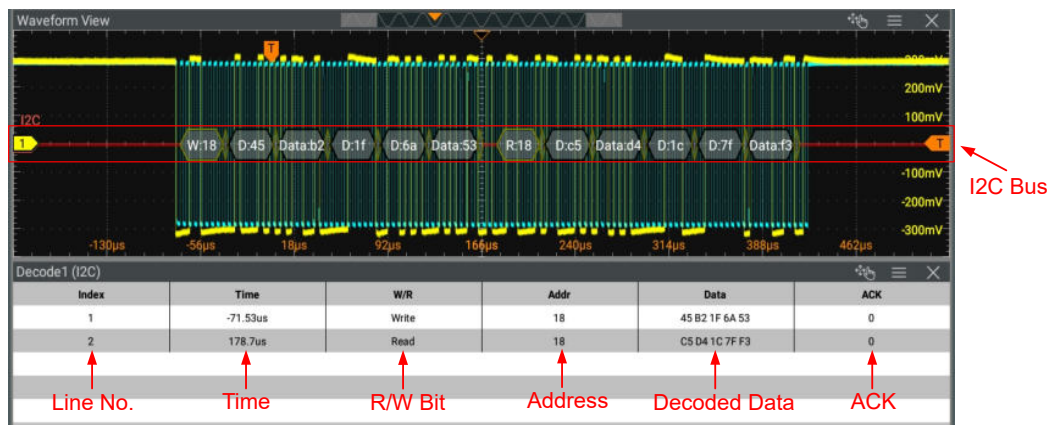 Waveform View
T
200mV
I2C
100mV
1
W:18 D:45 Data:b2 D:1f D:6a Data:53 R:18 D:c5 Data:d4 D:1c D:7f Data:f3
T
-100mV
I2C Bus
-200mV
-300mV
-130μs -56μs 18μs 92μs 166μs 240μs 314μs 388μs 462μs
Decode1 (I2C)
Index Time W/R Addr Data ACK
1 -71.53us Write 18 45 B2 1F 6A 53 0
2 178.7us Read 18 C5 D4 1C 7F F3 0
Line No. Time R/W Bit Address Decoded Data ACK